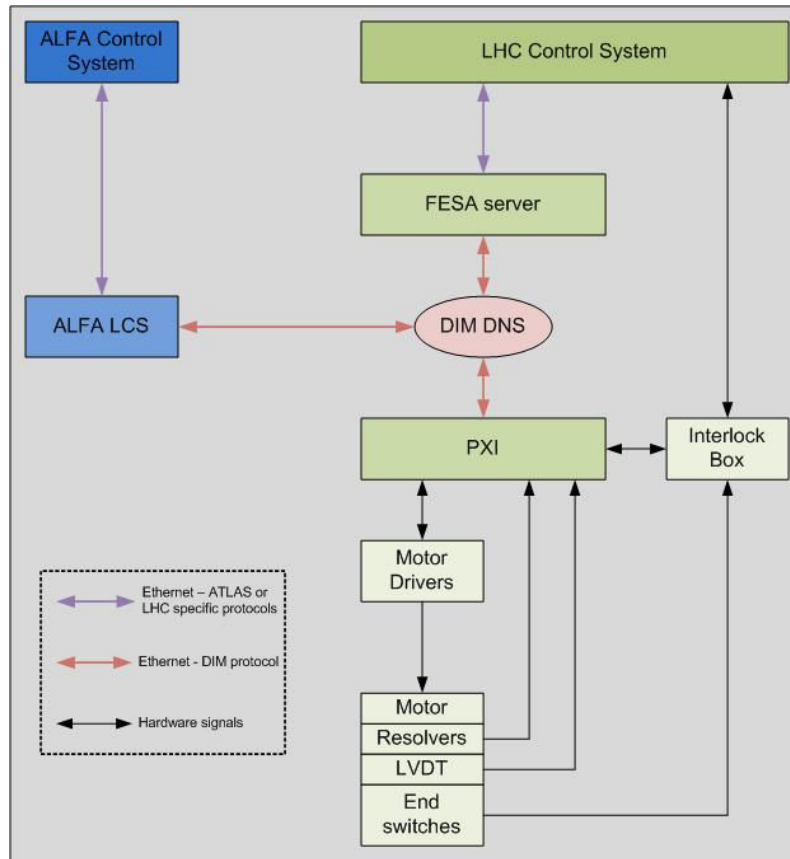 ALFA Control
System
LHC Control System
FESA server
ALFA LCS
DIM DNS
PXI
Interlock
Box
Motor
Drivers
Ethernet – ATLAS or
LHC specific protocols
Ethernet - DIM protocol
Hardware signals
Motor
Resolvers
LVDT
End
switches